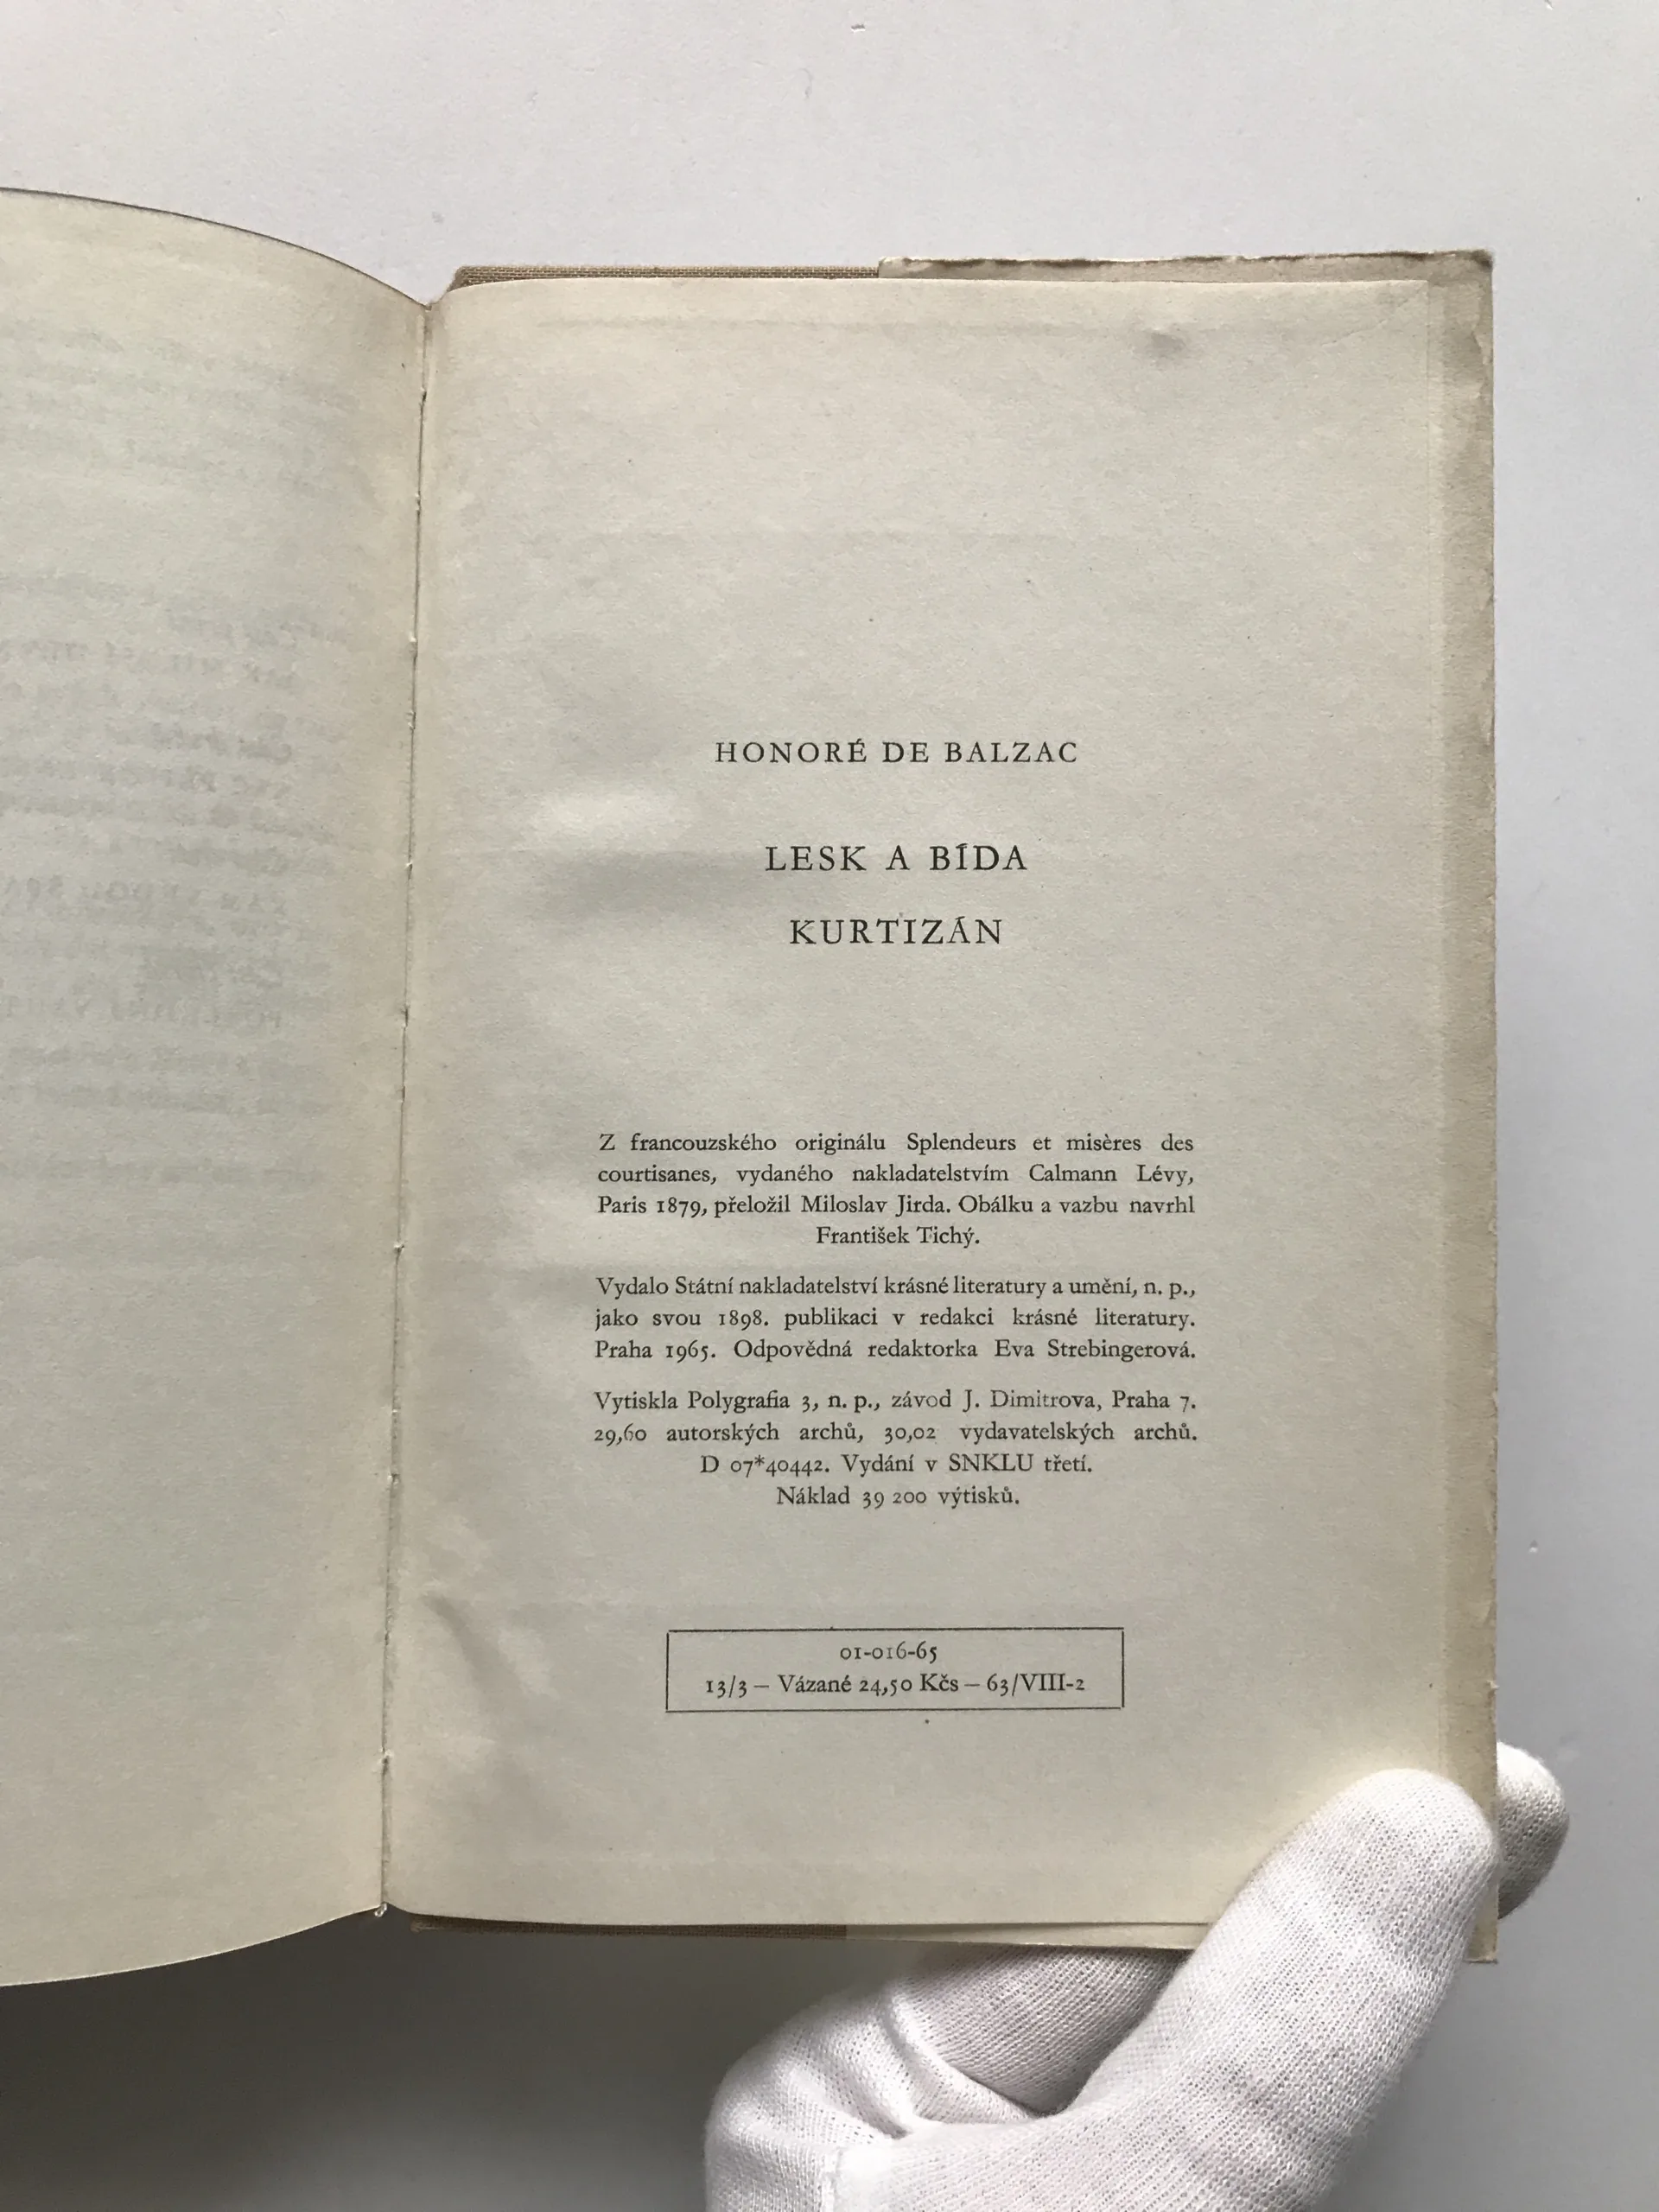 HONORÉ DE BALZAC
LESK A BÍDA
KURTIZÁN
Z francouzského originálu Splendeurs et misères des
courtisanes, vydaného nakladatelstvím Calmann Lévy,
Paris 1879, přeložil Miloslav Jirda. Obálku a vazbu navrhl
František Tichý.
Vydalo Státní nakladatelství krásné literatury a umění, n. p.,
jako svou 1898. publikaci v redakci krásné literatury.
Praha 1965. Odpovědná redaktorka Eva Strebingerová.
Vytiskla Polygrafia 3, n. p., závod J. Dimitrova, Praha 7.
29,60 autorských archů, 30,02 vydavatelských archů.
D 07*40442. Vydání v SNKLU třetí.
Náklad 39 200 výtisků.
01-016-65
13/3 – Vázané 24,50 Kčs – 63/VIII-2